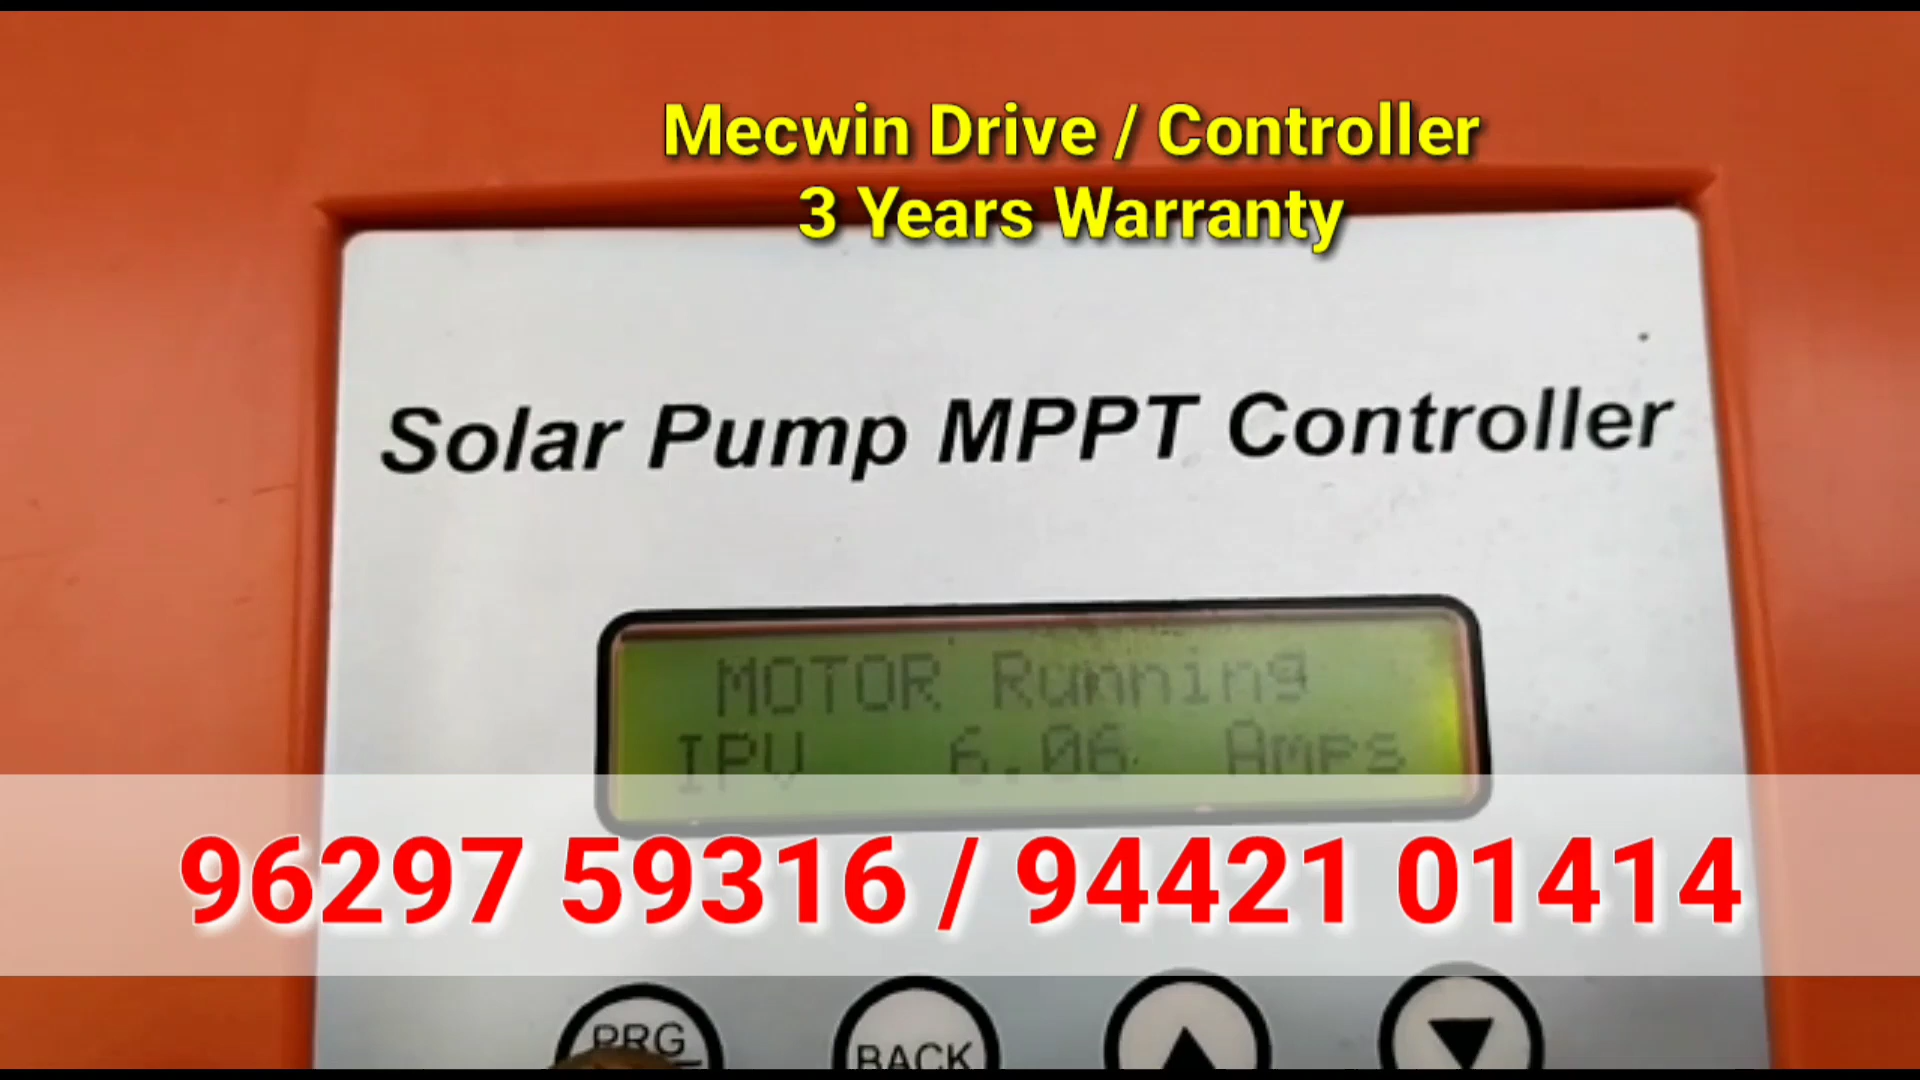 Mecwin Drive / Controller
3 Years Warranty
Solar Pump MPPT Controller
MOTOR Running
IPV 6.06 Amps
96297 59316 / 94421 01414
PRG
BACK